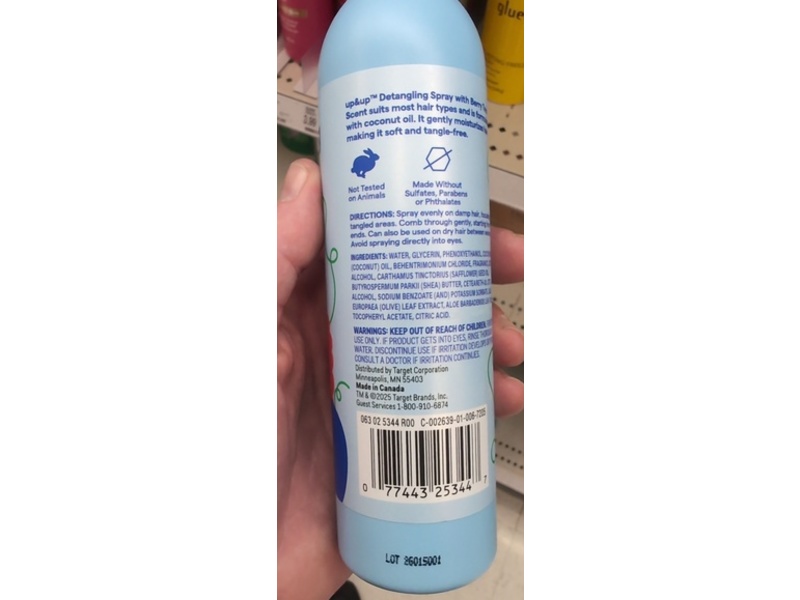 glue
up&up™ Detangling Spray with Berry
Scent suits most hair types and is
with coconut oil. It gently moisturizes
making it soft and tangle-free.
Not Tested
on Animals
Made Without
Sulfates, Parabens
or Phthalates
DIRECTIONS: Spray evenly on damp hair,
tangled areas. Comb through gently, starting
ends. Can also be used on dry hair between
Avoid spraying directly into eyes.
INGREDIENTS: WATER, GLYCERIN, PHENOXYETHANOL,
(COCONUT) OIL, BEHENTRIMONIUM CHLORIDE,
ALCOHOL, CARTHAMUS TINCTORIUS (SAFFLOWER)
BUTYROSPERMUM PARKII (SHEA) BUTTER,
ALCOHOL, SODIUM BENZOATE (AND) POTASSIUM
EUROPAEA (OLIVE) LEAF EXTRACT, ALOE
TOCOPHERYL ACETATE, CITRIC ACID.
WARNINGS: KEEP OUT OF REACH OF CHILDREN.
USE ONLY. IF PRODUCT GETS INTO EYES, RINSE
WATER. DISCONTINUE USE IF IRRITATION
CONSULT A DOCTOR IF IRRITATION CONTINUES.
Distributed by Target Corporation
Minneapolis, MN 55403
Made in Canada
TM & ©2025 Target Brands, Inc.
Guest Services 1-800-910-6874
063 02 5344 R00 C-002639-01-006-7205
0 77443 25344 7
LOT 26015001